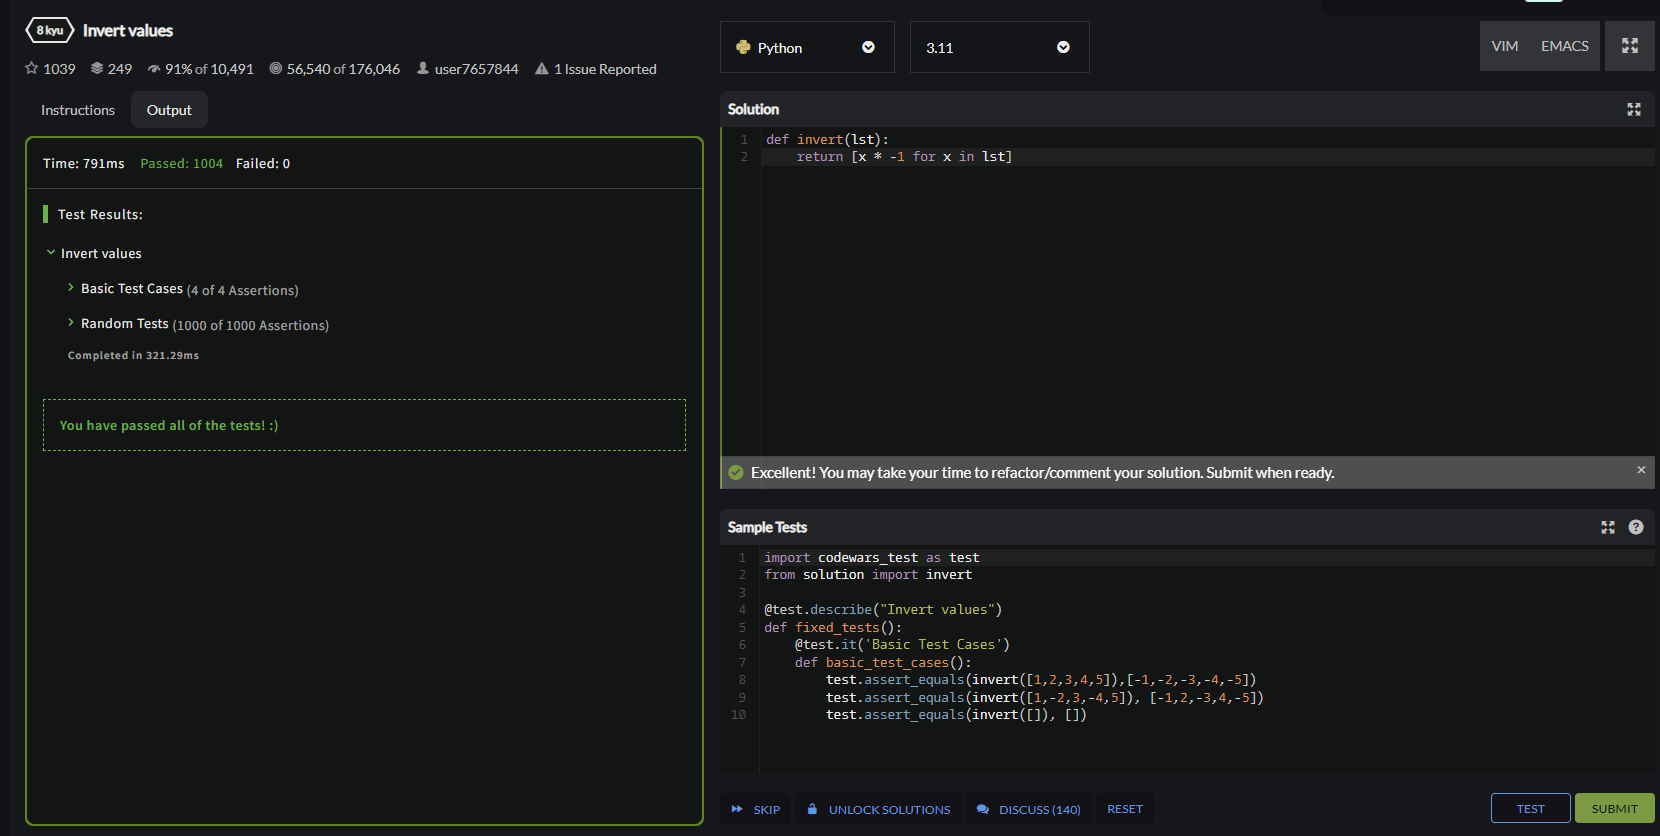 8 kyu Invert values
1039 249 91% of 10,491 56,540 of 176,046 user7657844 1 Issue Reported
Instructions Output
Time: 791ms Passed: 1004 Failed: 0
Test Results:
Invert values
Basic Test Cases (4 of 4 Assertions)
Random Tests (1000 of 1000 Assertions)
Completed in 321.29ms
You have passed all of the tests! :)
Python 3.11 VIM EMACS
Solution
1 def invert(lst):
2     return [x * -1 for x in lst]
Excellent! You may take your time to refactor/comment your solution. Submit when ready. ×
Sample Tests ?
1 import codewars_test as test
2 from solution import invert
3
4 @test.describe("Invert values")
5 def fixed_tests():
6     @test.it('Basic Test Cases')
7     def basic_test_cases():
8         test.assert_equals(invert([1,2,3,4,5]),[-1,-2,-3,-4,-5])
9         test.assert_equals(invert([1,-2,3,-4,5]), [-1,2,-3,4,-5])
10         test.assert_equals(invert([]), [])
SKIP UNLOCK SOLUTIONS DISCUSS (140) RESET TEST SUBMIT